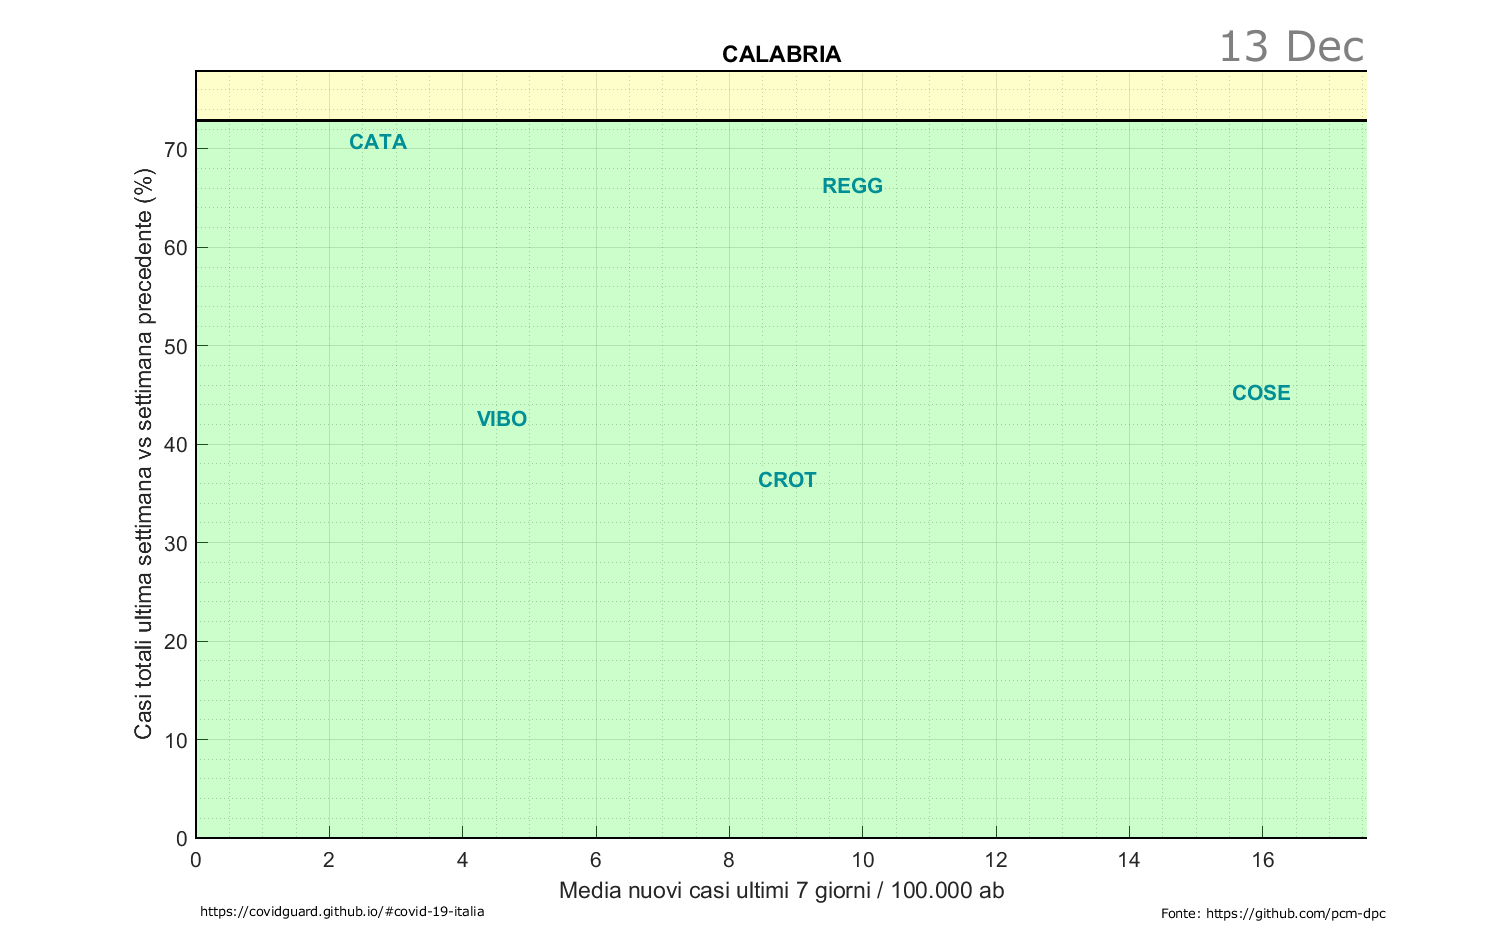 13 Dec
CALABRIA
Casi totali ultima settimana vs settimana precedente (%)
70
60
50
40
30
20
10
0
CATA
REGG
COSE
VIBO
CROT
0 2 4 6 8 10 12 14 16
Media nuovi casi ultimi 7 giorni / 100.000 ab
https://covidguard.github.io/#covid-19-italia
Fonte: https://github.com/pcm-dpc